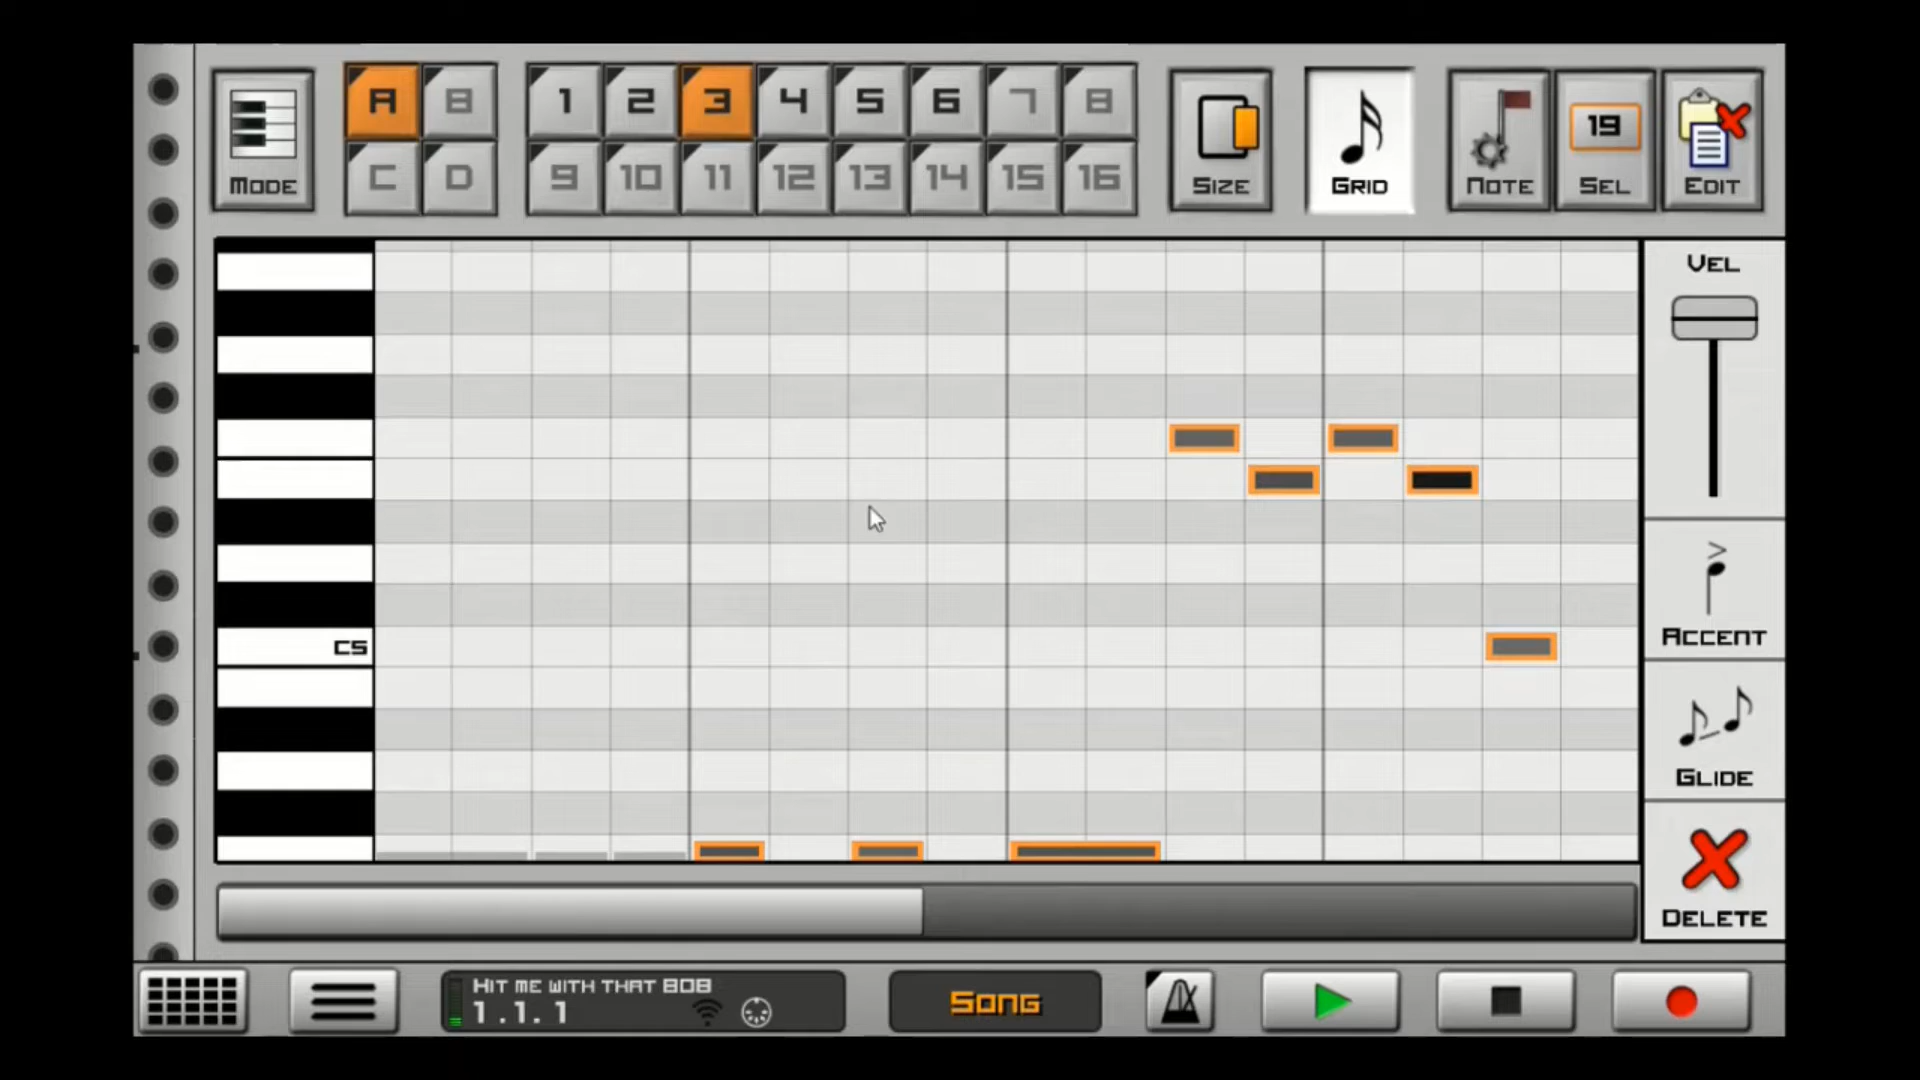 A B 1 2 3 4 5 6 7 8
C D 9 10 11 12 13 14 15 16
MODE SIZE GRID NOTE 19 SEL EDIT
VEL
ACCENT
C5
GLIDE
DELETE
HIT ME WITH THAT 808
1.1.1
SONG